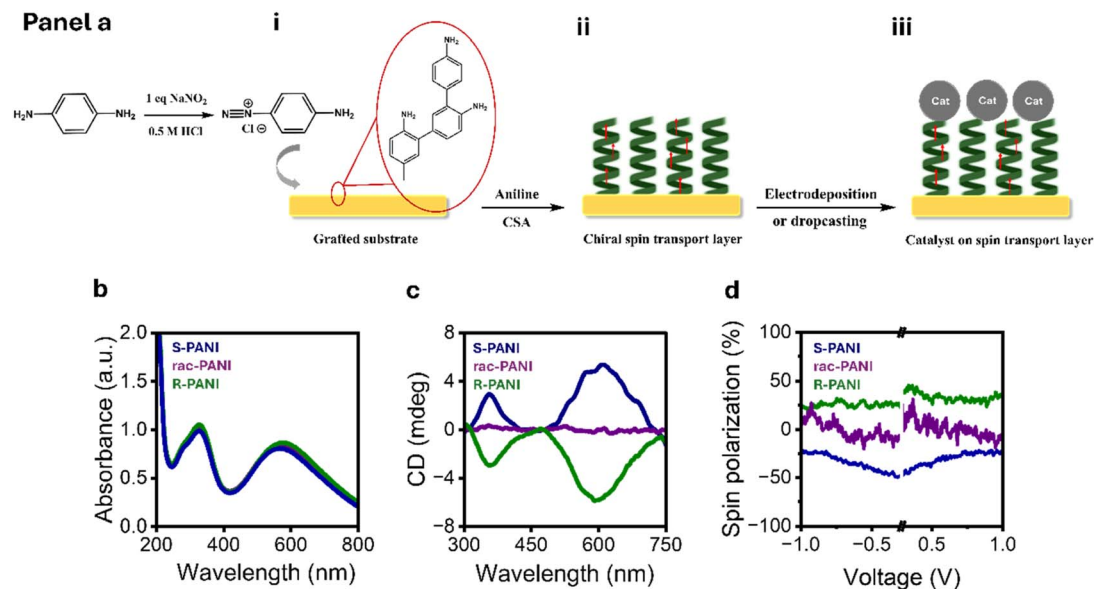 Panel a
i
ii
iii
NH₂
1 eq NaNO₂
0.5 M HCl
NH₂
NH₂
N≡N⊕
Cl⊖
NH₂
NH₂
NH₂
Cat Cat Cat
Grafted substrate
Aniline
CSA
Chiral spin transport layer
Electrodeposition
or dropcasting
Catalyst on spin transport layer
b
S-PANI
rac-PANI
R-PANI
Absorbance (a.u.)
2.0
1.5
1.0
0.5
0.0
200 400 600 800
Wavelength (nm)
c
S-PANI
rac-PANI
R-PANI
CD (mdeg)
8
4
0
−4
−8
300 450 600 750
Wavelength (nm)
d
S-PANI
rac-PANI
R-PANI
Spin polarization (%)
100
50
0
−50
−100
−1.0 −0.5 0.5 1.0
Voltage (V)